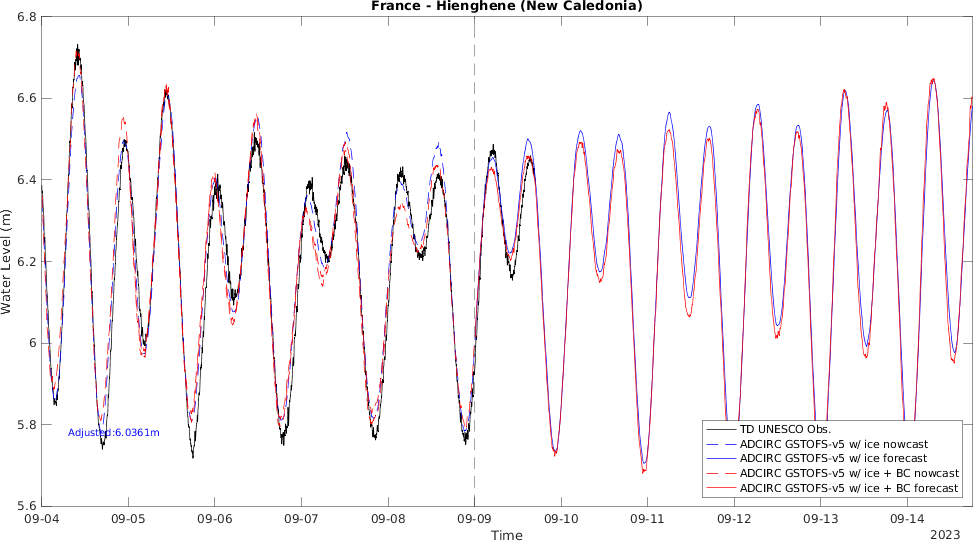 France - Hienghene (New Caledonia)
6.8
6.6
6.4
6.2
6
5.8
5.6
Water Level (m)
Adjusted:6.0361m
TD UNESCO Obs.
ADCIRC GSTOFS-v5 w/ ice nowcast
ADCIRC GSTOFS-v5 w/ ice forecast
ADCIRC GSTOFS-v5 w/ ice + BC nowcast
ADCIRC GSTOFS-v5 w/ ice + BC forecast
09-04 09-05 09-06 09-07 09-08 09-09 09-10 09-11 09-12 09-13 09-14
Time
2023